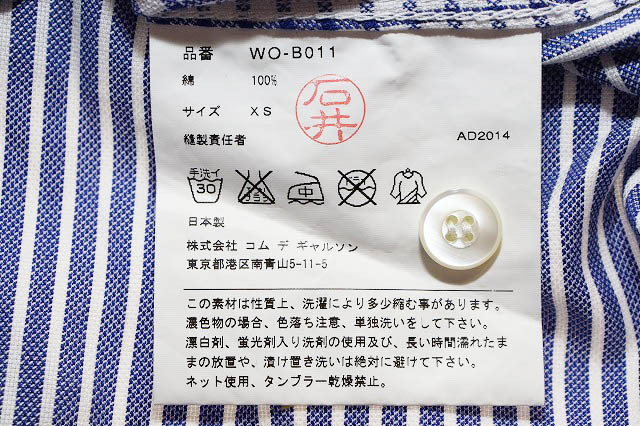 品番 WO-B011
綿 100%
サイズ XS
石井
縫製責任者
AD2014
手洗イ
30
中
日本製
株式会社 コム デ ギャルソン
東京都港区南青山5-11-5
この素材は性質上、洗濯により多少縮む事があります。
濃色物の場合、色落ち注意、単独洗いをして下さい。
漂白剤、蛍光剤入り洗剤の使用及び、長い時間濡れたま
まの放置や、漬け置き洗いは絶対に避けて下さい。
ネット使用、タンブラー乾燥禁止。